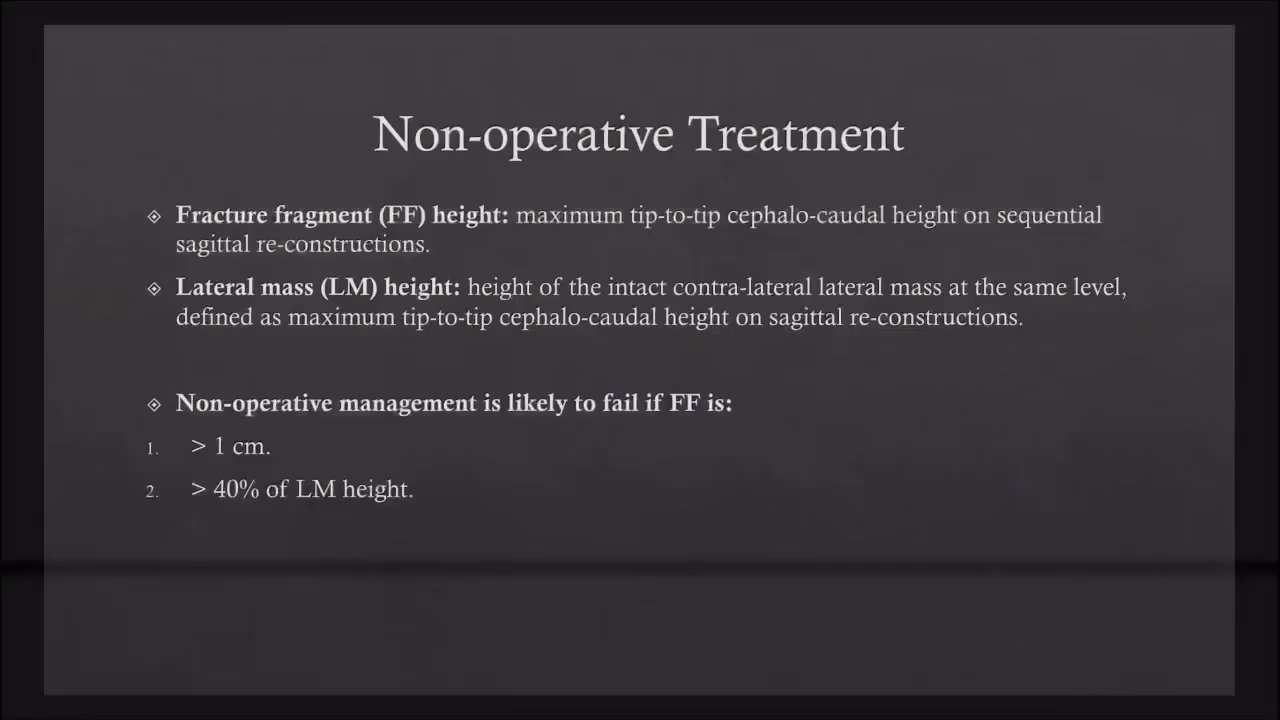 Non-operative Treatment
Fracture fragment (FF) height: maximum tip-to-tip cephalo-caudal height on sequential
sagittal re-constructions.
Lateral mass (LM) height: height of the intact contra-lateral lateral mass at the same level,
defined as maximum tip-to-tip cephalo-caudal height on sagittal re-constructions.
Non-operative management is likely to fail if FF is:
1. > 1 cm.
2. > 40% of LM height.